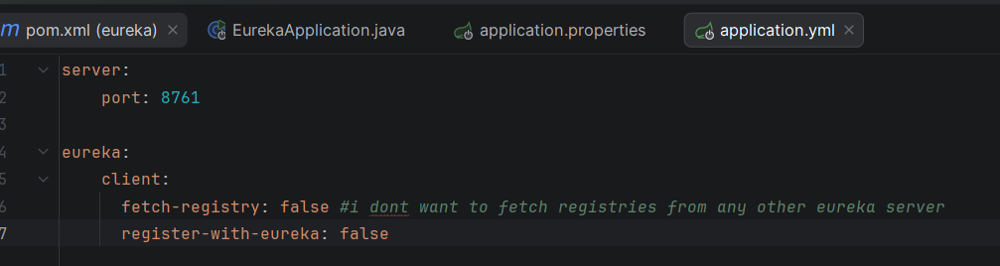 m pom.xml (eureka) × EurekaApplication.java application.properties application.yml ×
1 server:
2 port: 8761
3
4 eureka:
5 client:
6 fetch-registry: false #i dont want to fetch registries from any other eureka server
7 register-with-eureka: false